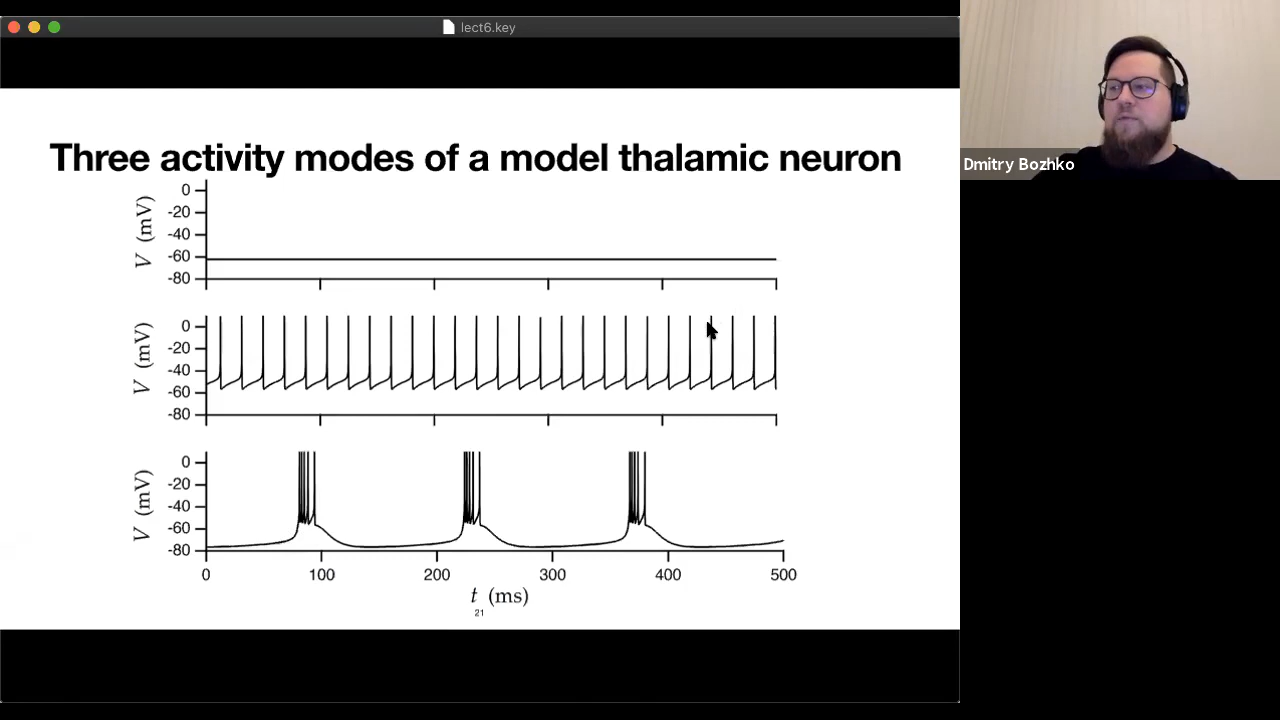 lect6.key
Three activity modes of a model thalamic neuron
0
-20
-40
-60
-80
V (mV)
0
-20
-40
-60
-80
V (mV)
0
-20
-40
-60
-80
V (mV)
0 100 200 300 400 500
t (ms)
21
Dmitry Bozhko